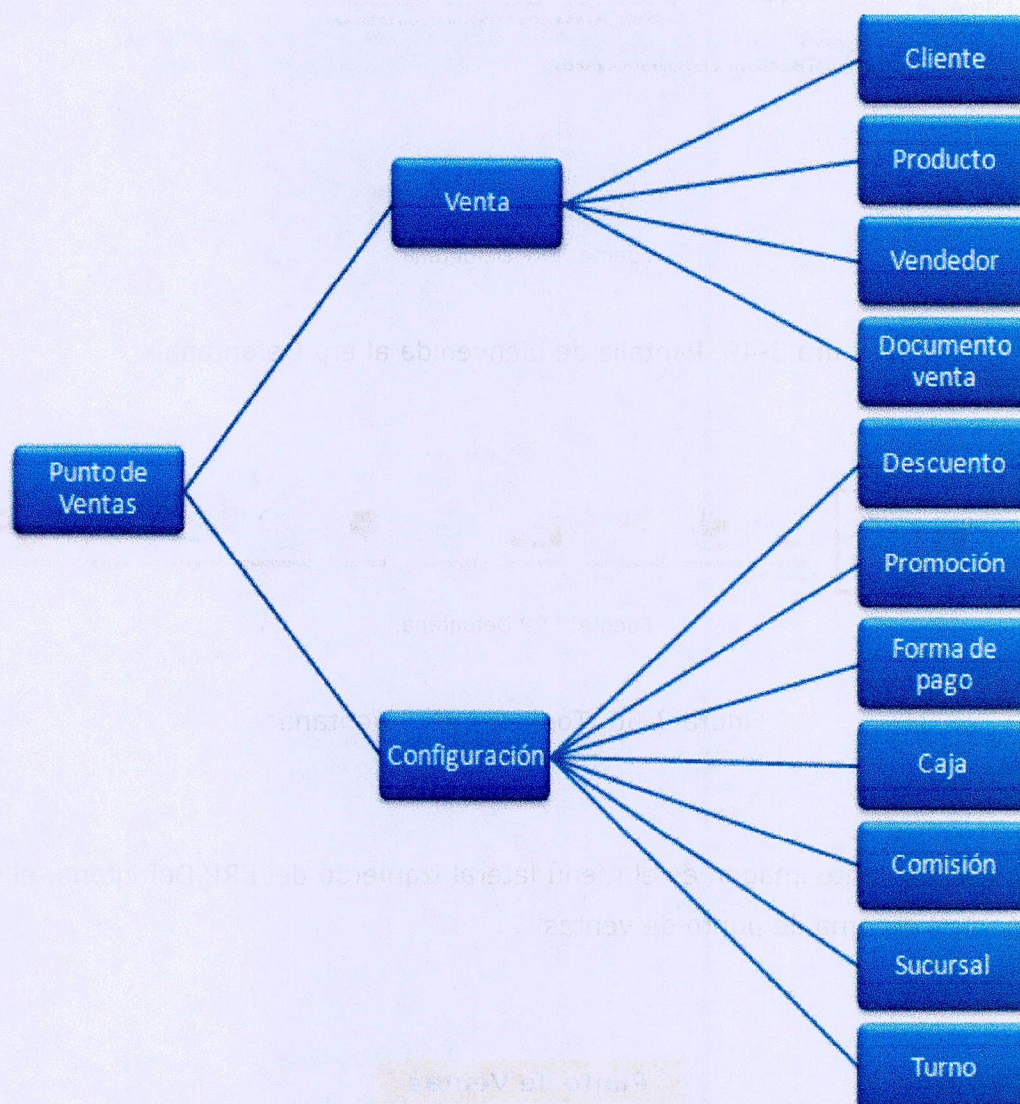 Cliente
Producto
Venta
Vendedor
Documento
venta
Punto de
Ventas
Descuento
Promoción
Forma de
pago
Configuración
Caja
Comisión
Sucursal
Turno